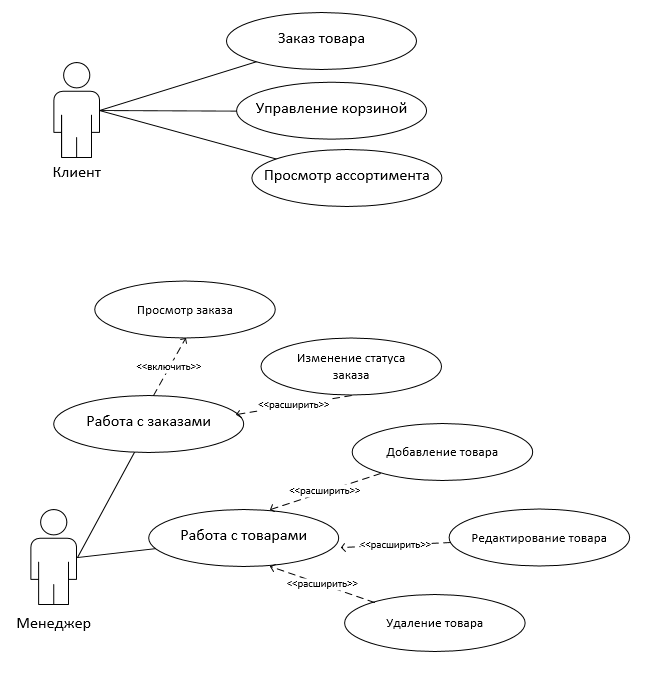 Заказ товара
Управление корзиной
Просмотр ассортимента
Клиент
Просмотр заказа
<<включить>>
Изменение статуса
заказа
<<расширить>>
Работа с заказами
Добавление товара
<<расширить>>
Работа с товарами
<<расширить>>
Редактирование товара
<<расширить>>
Удаление товара
Менеджер